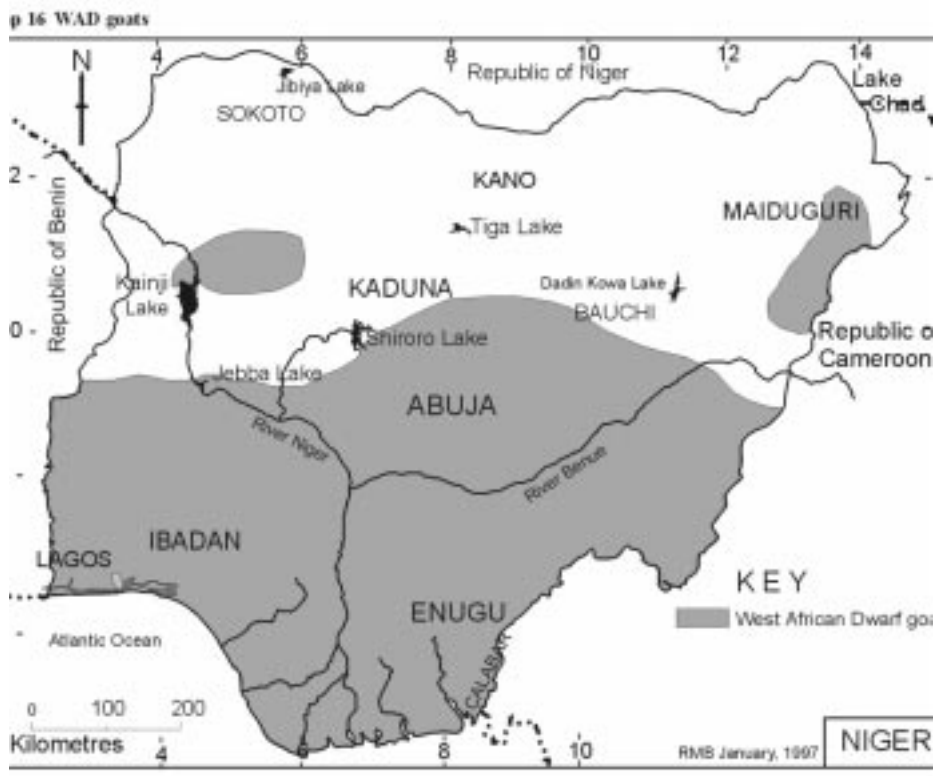 p 16 WAD goats
4 6 8 10 12 14
N
Republic of Niger
Jibiya Lake
Lake
Chad
SOKOTO
2 -
KANO
MAIDUGURI
Tiga Lake
Republic of Benin
Kainji
Lake
KADUNA
Dadin Kowa Lake
BAUCHI
0 -
Shiroro Lake
Republic o
Cameroon
Jebba Lake
ABUJA
River Niger
-
River Benue
IBADAN
LAGOS
KEY
ENUGU
West African Dwarf goa
-
Atlantic Ocean
CALABAR
0 100 200
Kilometres
4 6 8 10
RMB January, 1997
NIGER